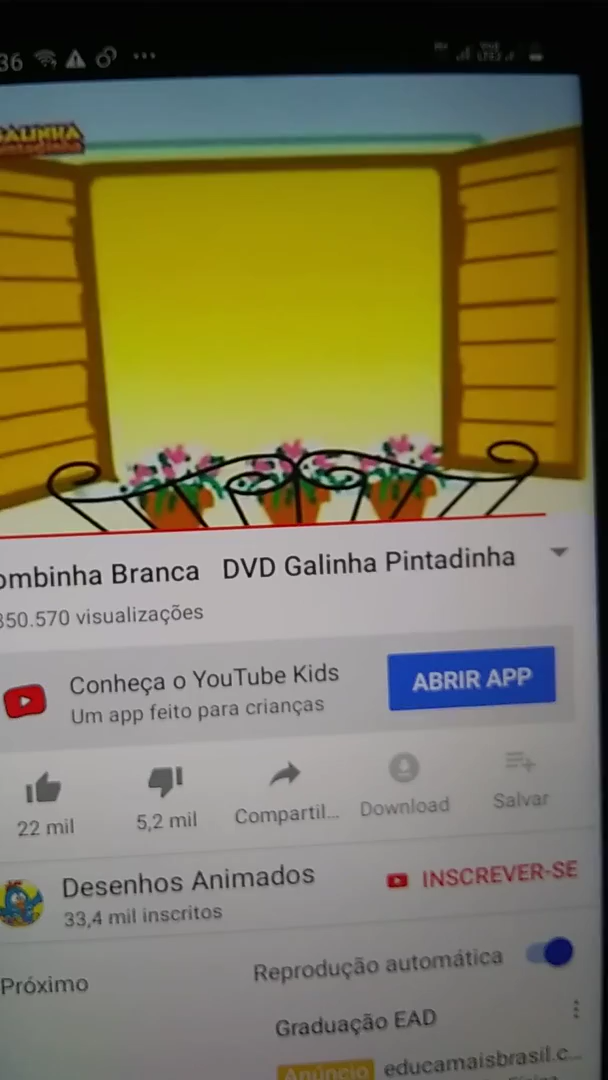 36
GALINHA
ombinha Branca DVD Galinha Pintadinha
350.570 visualizações
Conheça o YouTube Kids
Um app feito para crianças
ABRIR APP
22 mil
5,2 mil
Compartil...
Download
Salvar
Desenhos Animados
33,4 mil inscritos
INSCREVER-SE
Próximo
Reprodução automática
Graduação EAD
Anúncio educamaisbrasil.c...